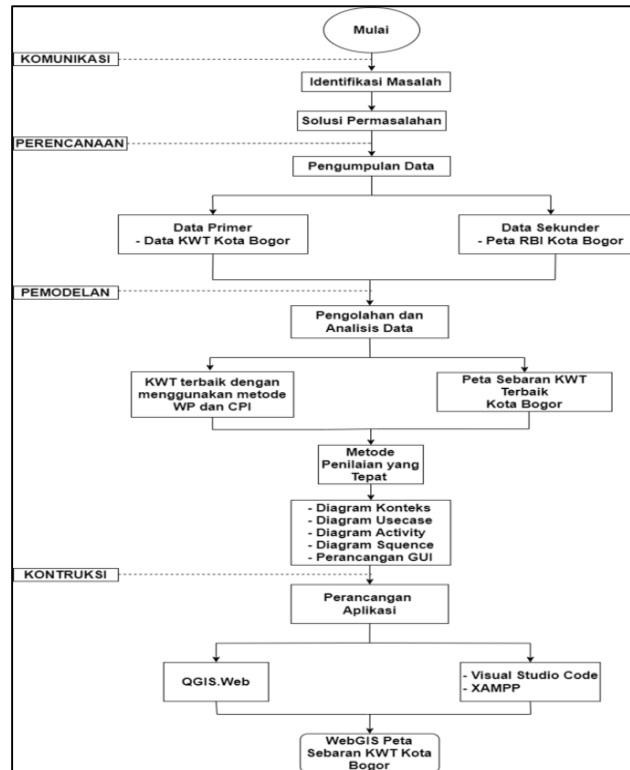 Mulai
KOMUNIKASI
Identifikasi Masalah
Solusi Permasalahan
PERENCANAAN
Pengumpulan Data
Data Primer
- Data KWT Kota Bogor
Data Sekunder
- Peta RBI Kota Bogor
PEMODELAN
Pengolahan dan
Analisis Data
KWT terbaik dengan
menggunakan metode
WP dan CPI
Peta Sebaran KWT
Terbaik
Kota Bogor
Metode
Penilaian yang
Tepat
- Diagram Konteks
- Diagram Usecase
- Diagram Activity
- Diagram Squence
- Perancangan GUI
KONTRUKSI
Perancangan
Aplikasi
QGIS.Web
- Visual Studio Code
- XAMPP
WebGIS Peta
Sebaran KWT Kota
Bogor